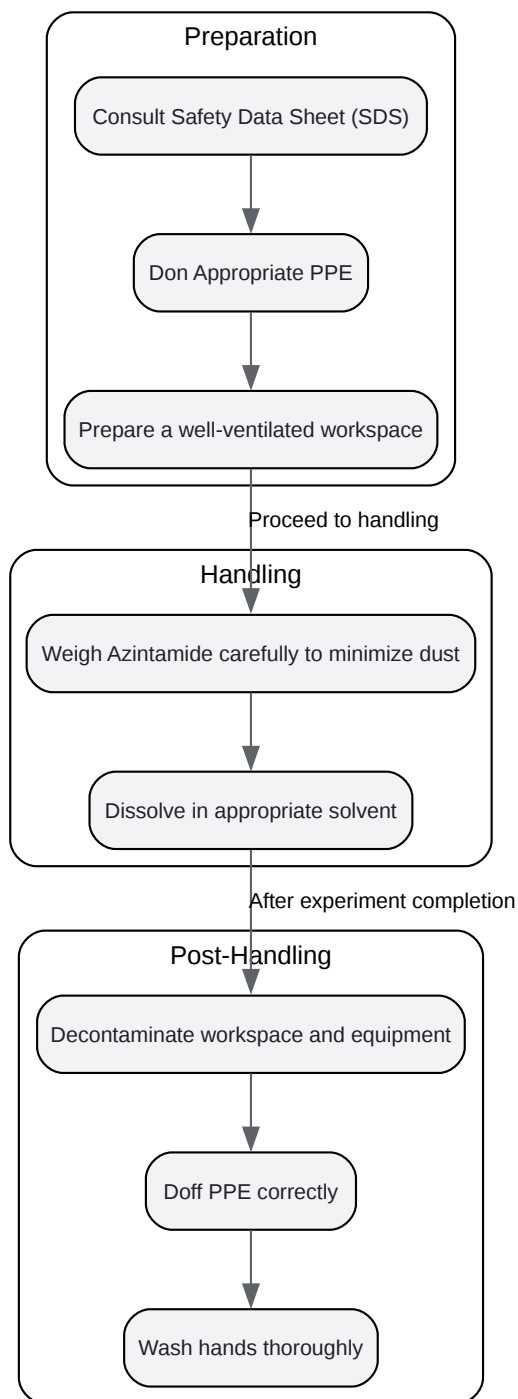 Preparation
Consult Safety Data Sheet (SDS)
Don Appropriate PPE
Prepare a well-ventilated workspace
Proceed to handling
Handling
Weigh Azintamide carefully to minimize dust
Dissolve in appropriate solvent
After experiment completion
Post-Handling
Decontaminate workspace and equipment
Doff PPE correctly
Wash hands thoroughly